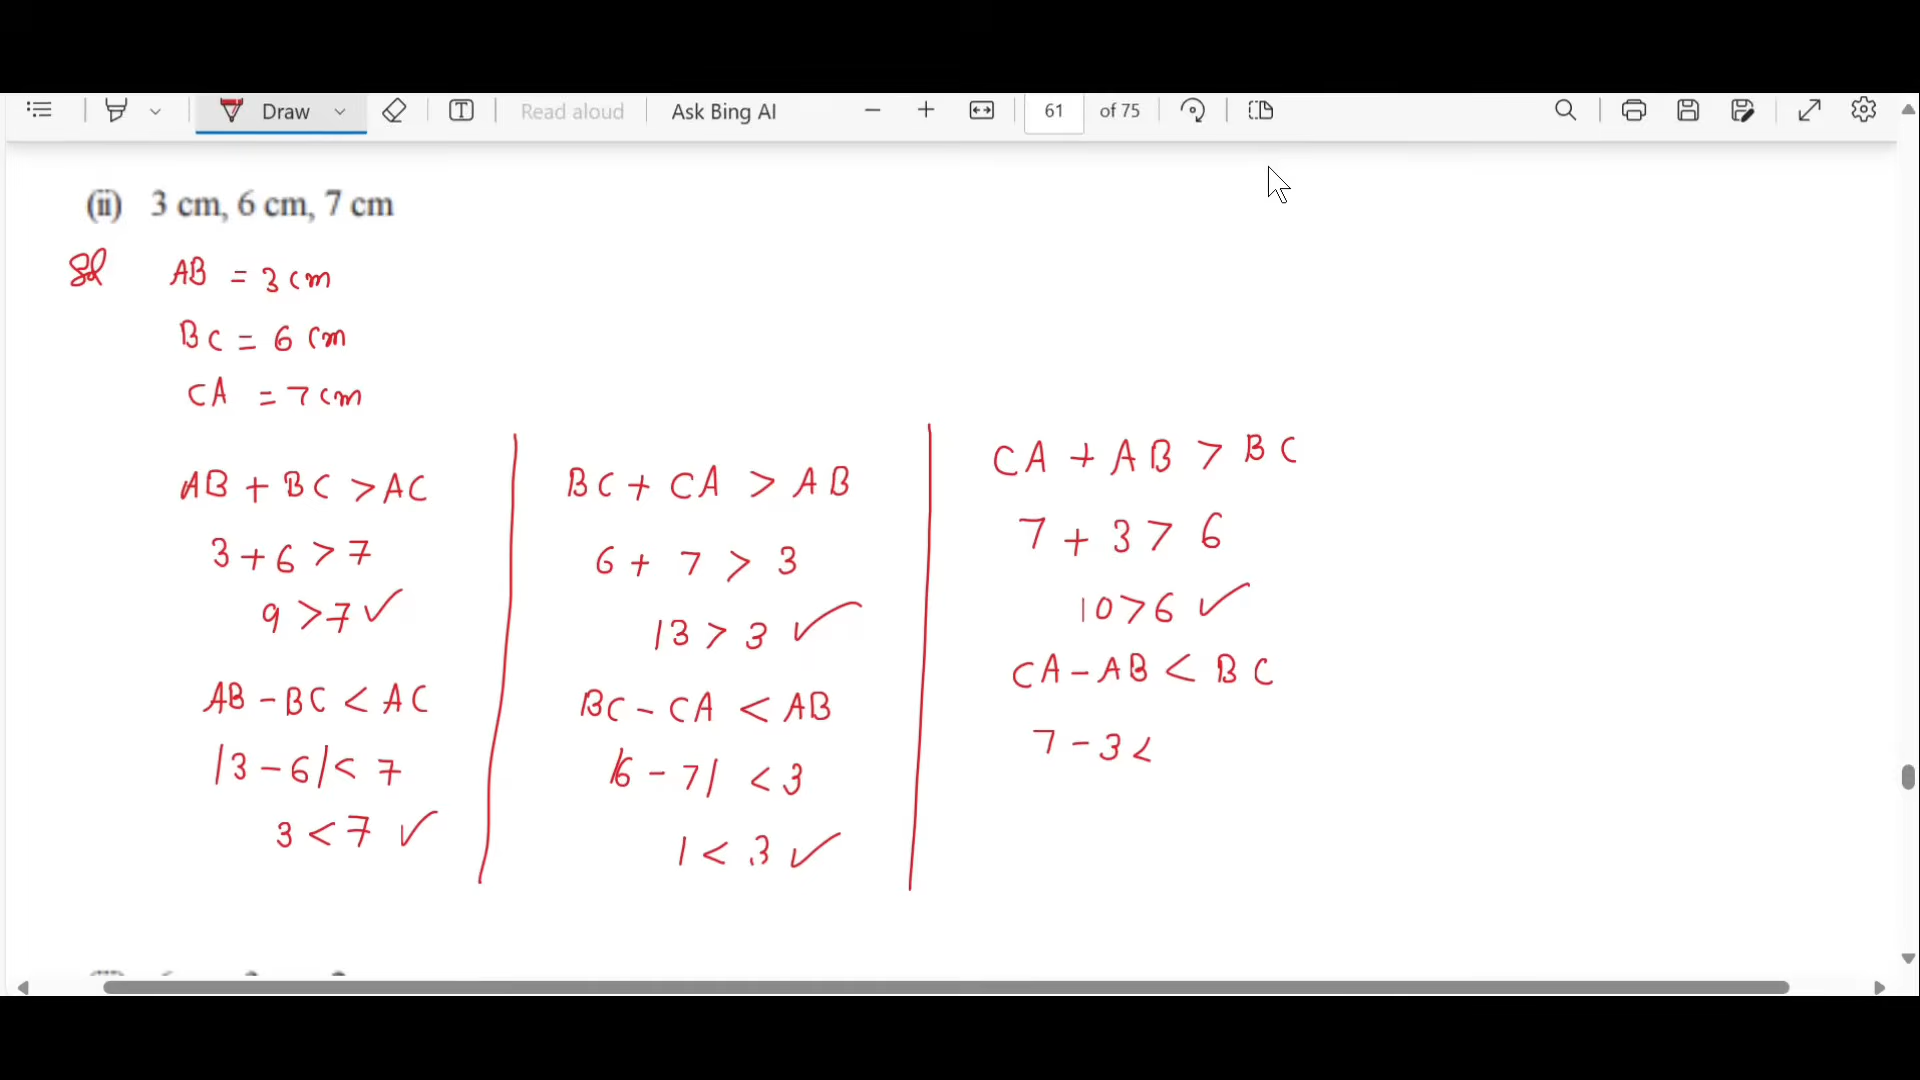 Draw Read aloud Ask Bing AI 61 of 75
(ii) 3 cm, 6 cm, 7 cm
Sol AB = 3 cm
BC = 6 cm
CA = 7 cm
AB + BC > AC
3 + 6 > 7
9 > 7 ✓
AB - BC < AC
|3 - 6| < 7
3 < 7 ✓
BC + CA > AB
6 + 7 > 3
13 > 3 ✓
BC - CA < AB
|6 - 7| < 3
1 < 3 ✓
CA + AB > BC
7 + 3 > 6
10 > 6 ✓
CA - AB < BC
7 - 3 <